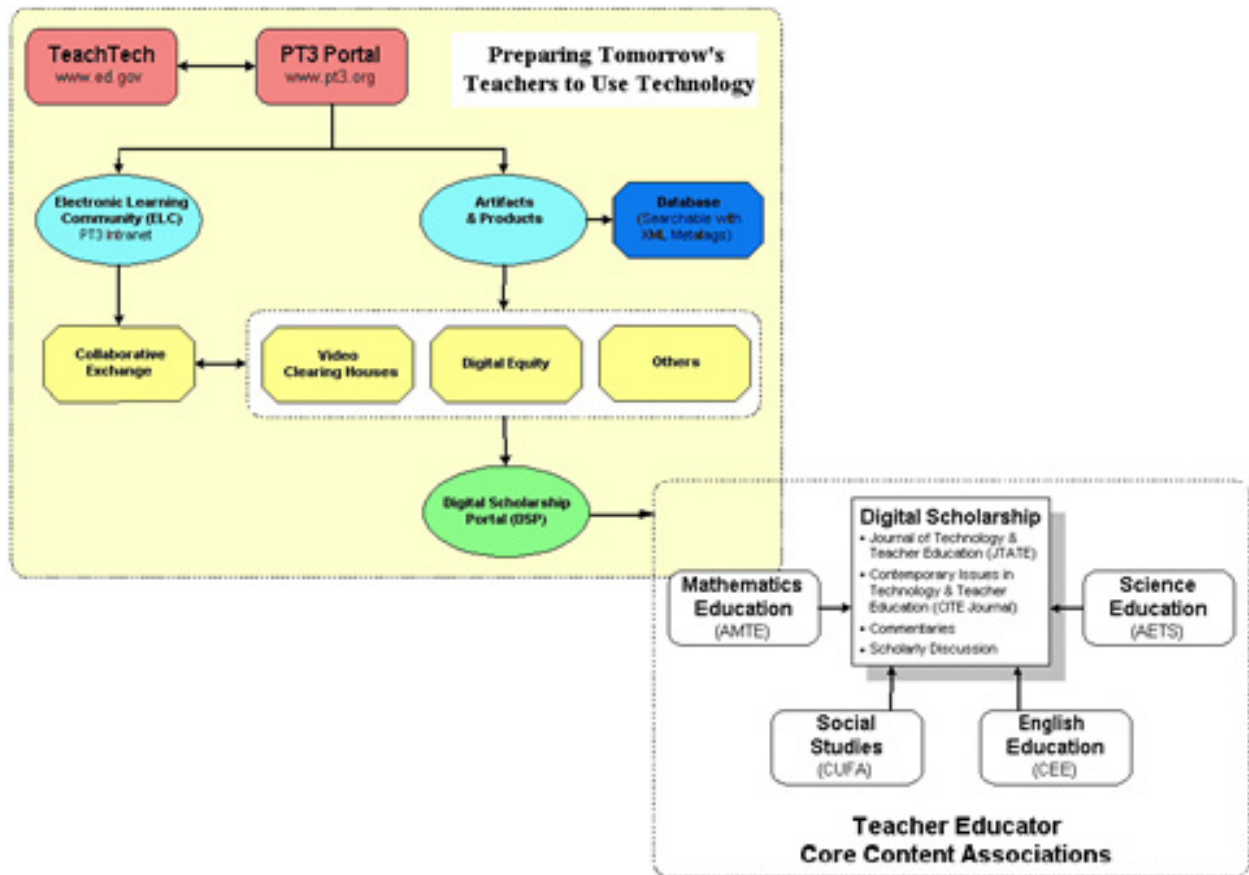 TeachTech
www.ed.gov
PT3 Portal
www.pt3.org
Preparing Tomorrow's
Teachers to Use Technology
Electronic Learning
Community (ELC)
PT3 Intranet
Artifacts
& Products
Database
(Searchable with
XML Metatags)
Collaborative
Exchange
Video
Clearing Houses
Digital Equity
Others
Digital Scholarship
Portal (DSP)
Digital Scholarship
• Journal of Technology &
Teacher Education (JTATE)
• Contemporary Issues in
Technology & Teacher
Education (CITE Journal)
• Commentaries
• Scholarly Discussion
Mathematics
Education
(AMTE)
Science
Education
(AETS)
Social
Studies
(CUFA)
English
Education
(CEE)
Teacher Educator
Core Content Associations